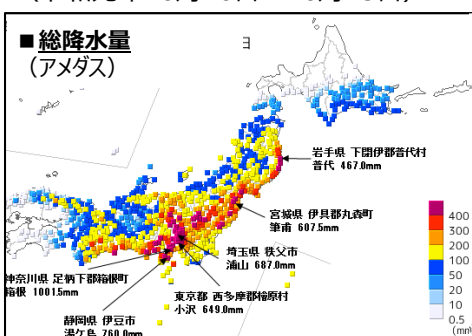 ■総降水量
(アメダス)
岩手県 下閉伊郡普代村
普代 467.0mm
宮城県 伊具郡丸森町
筆甫 607.5mm
埼玉県 秩父市
浦山 687.0mm
東京都 西多摩郡檜原村
小沢 649.0mm
神奈川県 足柄下郡箱根町
箱根 1001.5mm
静岡県 伊豆市
湯ケ島 760.0mm
400
300
200
100
50
20
10
0.5
(mm)